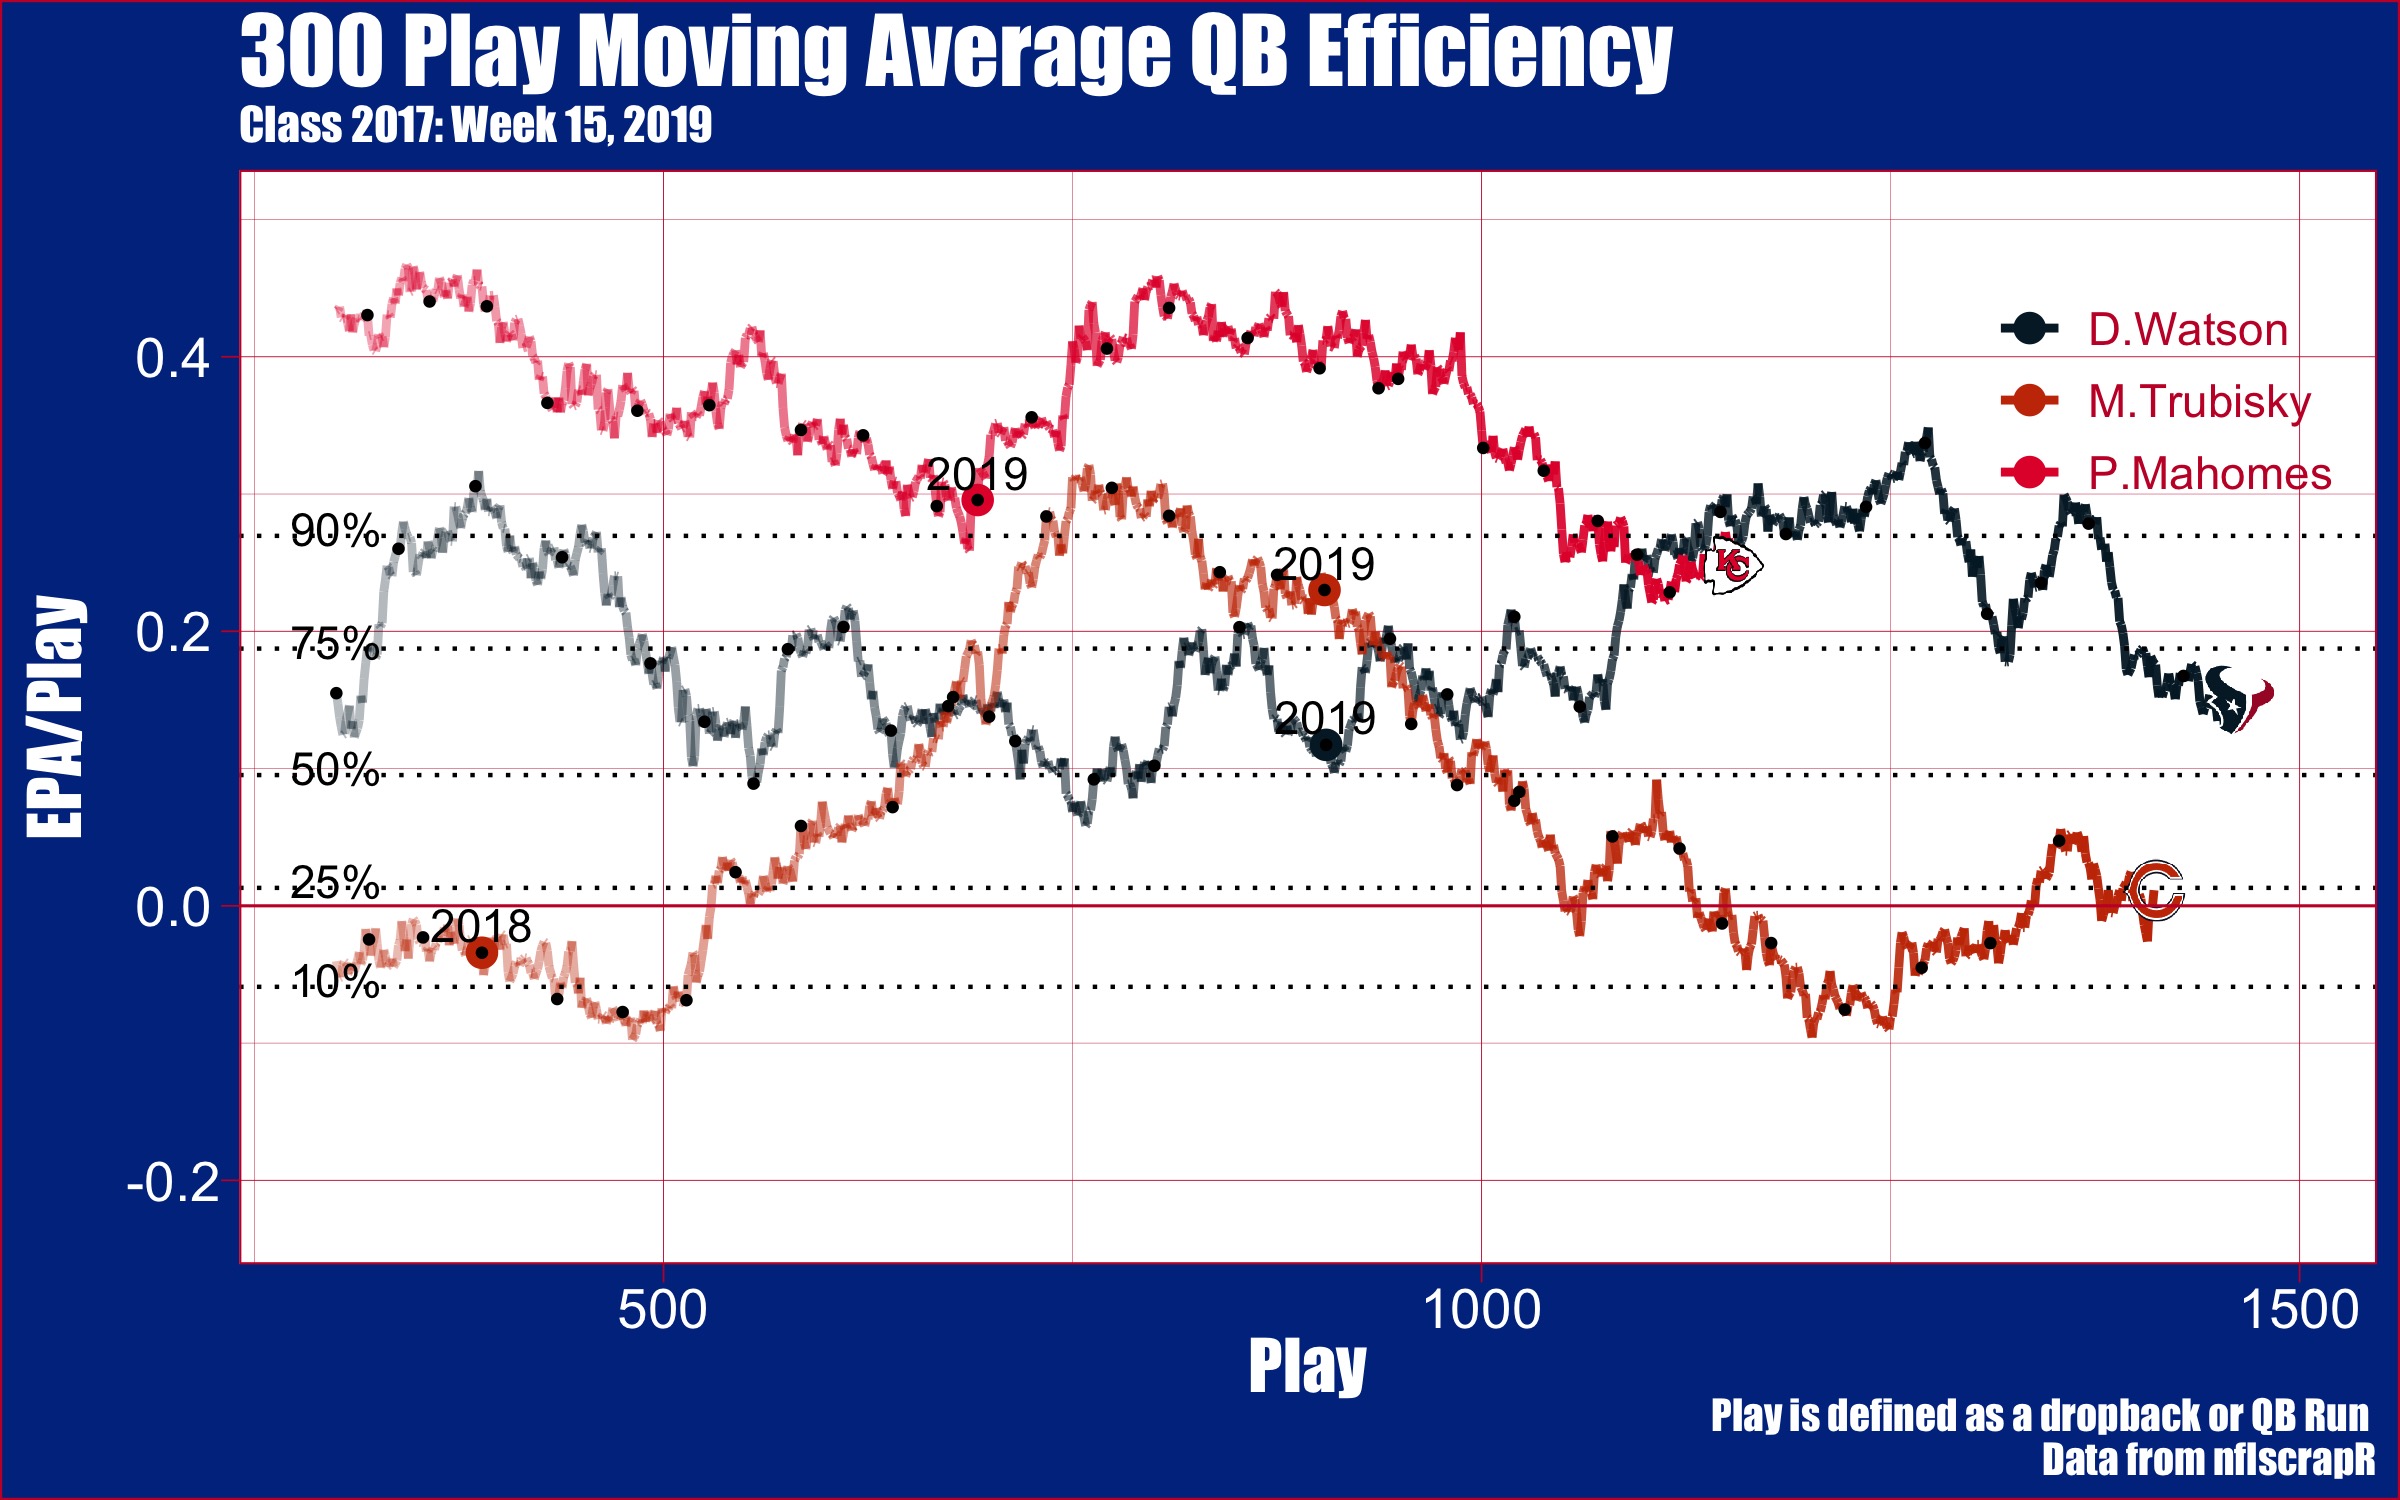 300 Play Moving Average QB Efficiency
Class 2017: Week 15, 2019
EPA/Play
0.4
0.2
0.0
-0.2
90%
75%
50%
25%
10%
2018
2019
2019
2019
KC
C
D.Watson
M.Trubisky
P.Mahomes
500
1000
1500
Play
Play is defined as a dropback or QB Run
Data from nflscrapR